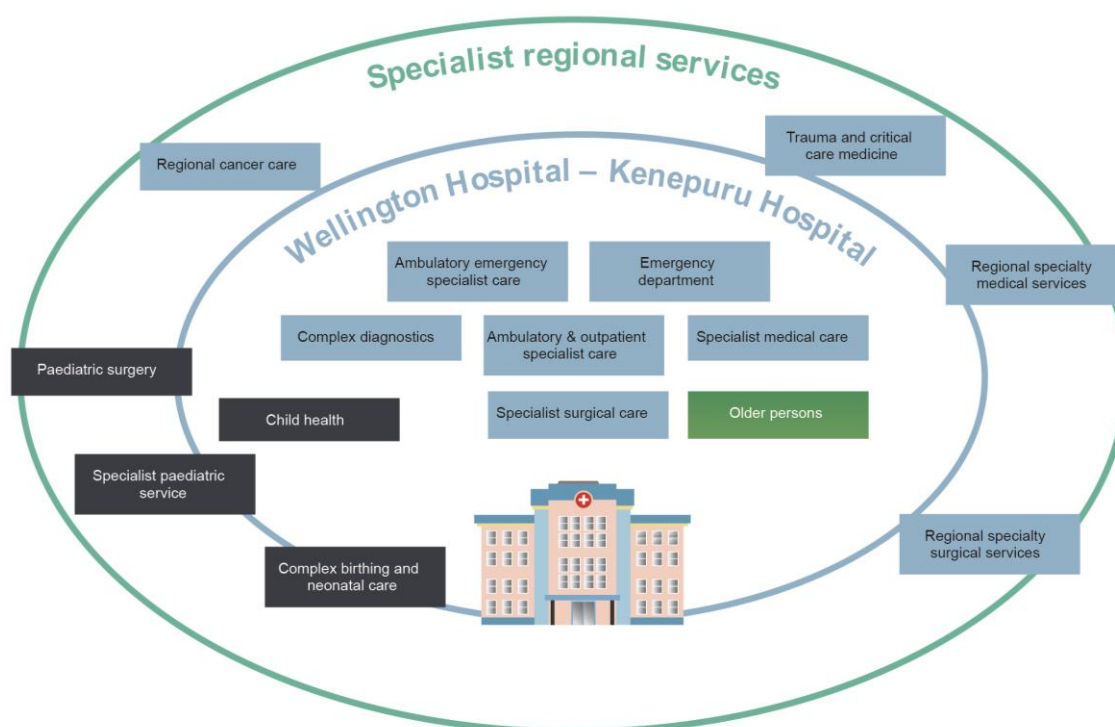 Specialist regional services
Regional cancer care
Trauma and critical
care medicine
Wellington Hospital – Kenepuru Hospital
Ambulatory emergency
specialist care
Emergency
department
Regional specialty
medical services
Complex diagnostics
Ambulatory & outpatient
specialist care
Specialist medical care
Paediatric surgery
Child health
Specialist surgical care
Older persons
Specialist paediatric
service
Regional specialty
surgical services
Complex birthing and
neonatal care